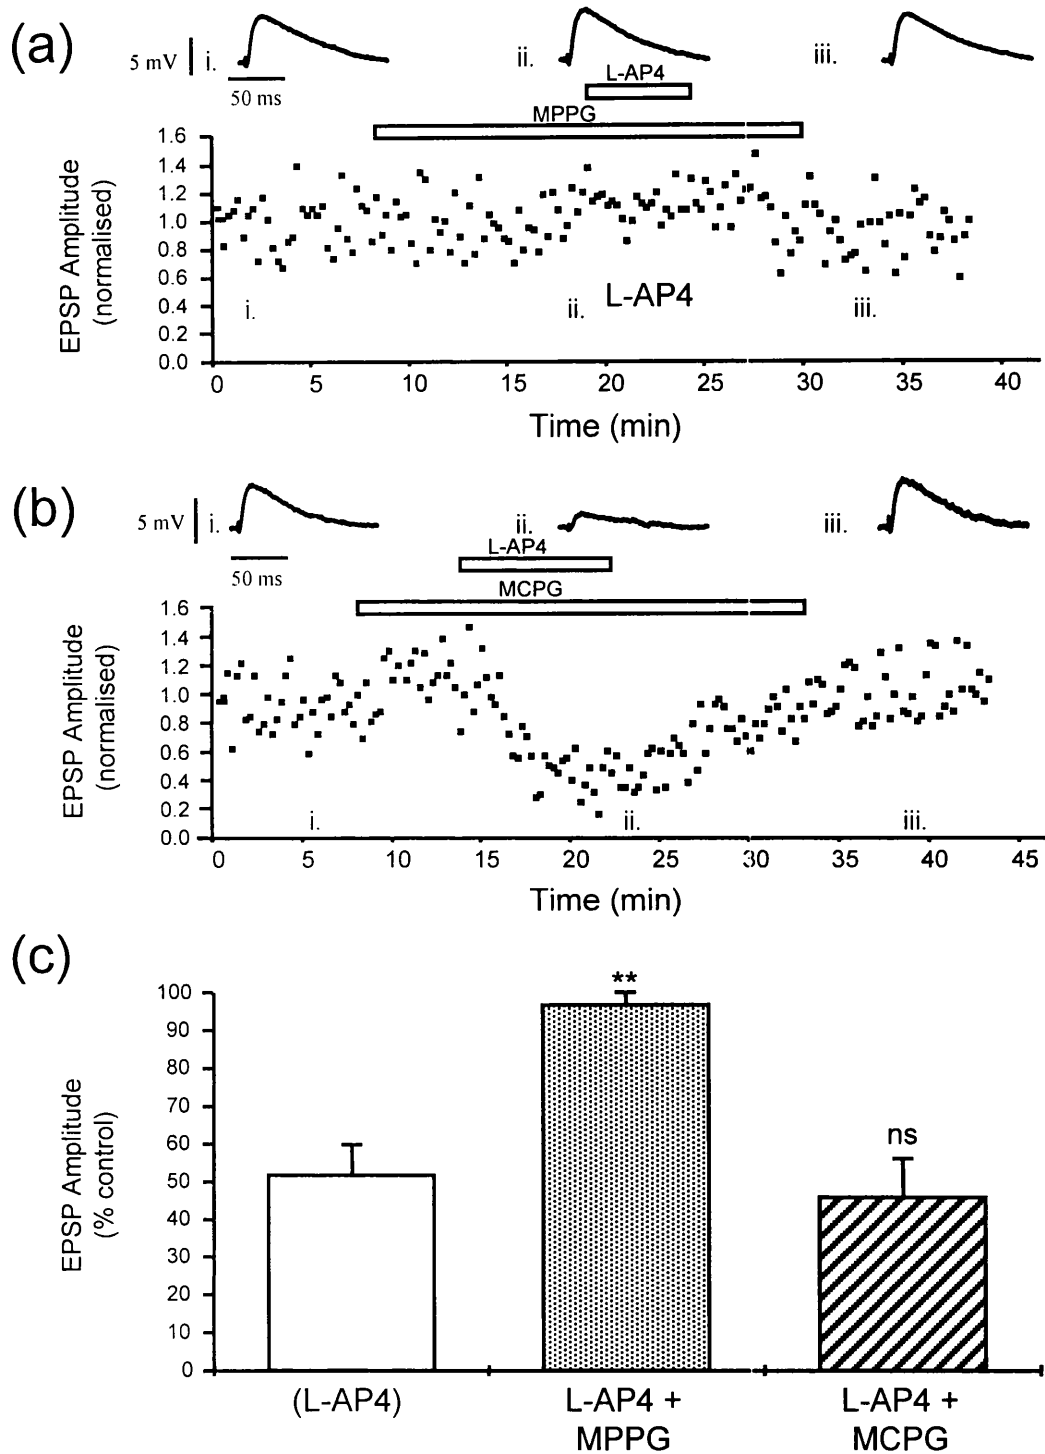 (a)
5 mV i. ii. iii.
50 ms
L-AP4
MPPG
EPSP Amplitude
(normalised)
1.6
1.4
1.2
1.0
0.8
0.6
0.4
0.2
0.0
i. ii. L-AP4 iii.
0 5 10 15 20 25 30 35 40
Time (min)
(b)
5 mV i. ii. iii.
50 ms
L-AP4
MCPG
EPSP Amplitude
(normalised)
1.6
1.4
1.2
1.0
0.8
0.6
0.4
0.2
0.0
i. ii. iii.
0 5 10 15 20 25 30 35 40 45
Time (min)
(c)
EPSP Amplitude
(% control)
100
90
80
70
60
50
40
30
20
10
0
**
ns
(L-AP4)
L-AP4 +
MPPG
L-AP4 +
MCPG